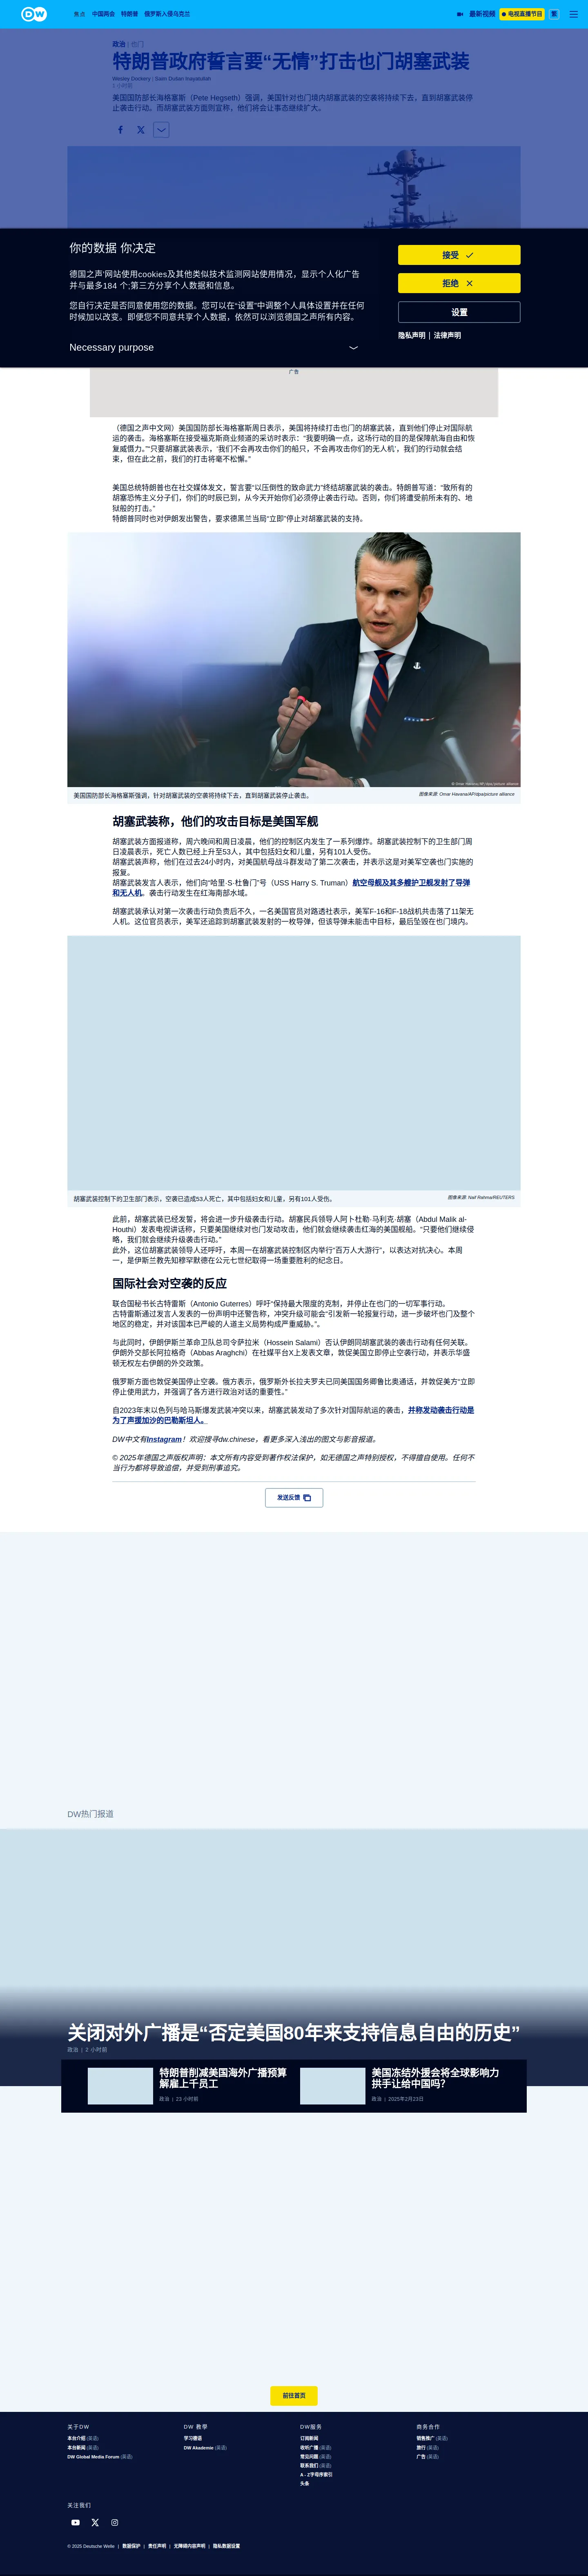 DW
焦点 中国两会 特朗普 俄罗斯入侵乌克兰
最新视频 电视直播节目 繁
政治 | 也门
特朗普政府誓言要“无情”打击也门胡塞武装
Wesley Dockery | Saim Dušan Inayatullah
1 小时前
美国国防部长海格塞斯（Pete Hegseth）强调，美国针对也门境内胡塞武装的空袭将持续下去，直到胡塞武装停
止袭击行动。而胡塞武装方面则宣称，他们将会让事态继续扩大。
你的数据 你决定
德国之声'网站使用cookies及其他类似技术监测网站使用情况，显示个人化广告
并与最多184 个;第三方分享个人数据和信息。
您自行决定是否同意使用您的数据。您可以在“设置”中调整个人具体设置并在任何
时候加以改变。即便您不同意共享个人数据，依然可以浏览德国之声所有内容。
Necessary purpose
接受
拒绝
设置
隐私声明 | 法律声明
广告
（德国之声中文网）美国国防部长海格塞斯周日表示，美国将持续打击也门的胡塞武装，直到他们停止对国际航
运的袭击。海格塞斯在接受福克斯商业频道的采访时表示：“我要明确一点，这场行动的目的是保障航海自由和恢
复威慑力。”“只要胡塞武装表示，‘我们不会再攻击你们的船只，不会再攻击你们的无人机’，我们的行动就会结
束，但在此之前，我们的打击将毫不松懈。”
美国总统特朗普也在社交媒体发文，誓言要“以压倒性的致命武力”终结胡塞武装的袭击。特朗普写道：“致所有的
胡塞恐怖主义分子们，你们的时辰已到，从今天开始你们必须停止袭击行动。否则，你们将遭受前所未有的、地
狱般的打击。”
特朗普同时也对伊朗发出警告，要求德黑兰当局“立即”停止对胡塞武装的支持。
美国国防部长海格塞斯强调，针对胡塞武装的空袭将持续下去，直到胡塞武装停止袭击。
图像来源: Omar Havana/AP/dpa/picture alliance
胡塞武装称，他们的攻击目标是美国军舰
胡塞武装方面报道称，周六晚间和周日凌晨，他们的控制区内发生了一系列爆炸。胡塞武装控制下的卫生部门周
日凌晨表示，死亡人数已经上升至53人，其中包括妇女和儿童，另有101人受伤。
胡塞武装声称，他们在过去24小时内，对美国航母战斗群发动了第二次袭击，并表示这是对美军空袭也门实施的
报复。
胡塞武装发言人表示，他们向“哈里·S·杜鲁门”号（USS Harry S. Truman）航空母舰及其多艘护卫舰发射了导弹
和无人机。袭击行动发生在红海南部水域。
胡塞武装承认对第一次袭击行动负责后不久，一名美国官员对路透社表示，美军F-16和F-18战机共击落了11架无
人机。这位官员表示，美军还追踪到胡塞武装发射的一枚导弹，但该导弹未能击中目标，最后坠毁在也门境内。
胡塞武装控制下的卫生部门表示，空袭已造成53人死亡，其中包括妇女和儿童，另有101人受伤。
图像来源: Naif Rahma/REUTERS
此前，胡塞武装已经发誓，将会进一步升级袭击行动。胡塞民兵领导人阿卜杜勒·马利克·胡塞（Abdul Malik al-
Houthi）发表电视讲话称，只要美国继续对也门发动攻击，他们就会继续袭击红海的美国舰船。“只要他们继续侵
略，我们就会继续升级袭击行动。”
此外，这位胡塞武装领导人还呼吁，本周一在胡塞武装控制区内举行“百万人大游行”，以表达对抗决心。本周
一，是伊斯兰教先知穆罕默德在公元七世纪取得一场重要胜利的纪念日。
国际社会对空袭的反应
联合国秘书长古特雷斯（Antonio Guterres）呼吁“保持最大限度的克制，并停止在也门的一切军事行动。
古特雷斯通过发言人发表的一份声明中还警告称，冲突升级可能会“引发新一轮报复行动，进一步破坏也门及整个
地区的稳定，并对该国本已严峻的人道主义局势构成严重威胁。”。
与此同时，伊朗伊斯兰革命卫队总司令萨拉米（Hossein Salami）否认伊朗同胡塞武装的袭击行动有任何关联。
伊朗外交部长阿拉格奇（Abbas Araghchi）在社媒平台X上发表文章，敦促美国立即停止空袭行动，并表示华盛
顿无权左右伊朗的外交政策。
俄罗斯方面也敦促美国停止空袭。俄方表示，俄罗斯外长拉夫罗夫已同美国国务卿鲁比奥通话，并敦促美方“立即
停止使用武力，并强调了各方进行政治对话的重要性。”
自2023年末以色列与哈马斯爆发武装冲突以来，胡塞武装发动了多次针对国际航运的袭击，并称发动袭击行动是
为了声援加沙的巴勒斯坦人。
DW中文有Instagram！欢迎搜寻dw.chinese，看更多深入浅出的图文与影音报道。
© 2025年德国之声版权声明：本文所有内容受到著作权法保护，如无德国之声特别授权，不得擅自使用。任何不
当行为都将导致追偿，并受到刑事追究。
发送反馈
DW热门报道
关闭对外广播是“否定美国80年来支持信息自由的历史”
政治 | 2 小时前
特朗普削减美国海外广播预算
解雇上千员工
政治 | 23 小时前
美国冻结外援会将全球影响力
拱手让给中国吗？
政治 | 2025年2月23日
前往首页
关于DW
本台介绍 (英语)
本台新闻 (英语)
DW Global Media Forum (英语)
DW 教學
学习德语
DW Akademie (英语)
DW服务
订阅新闻
收听广播 (英语)
常见问题 (英语)
联系我们 (英语)
A - Z字母序索引
头条
商务合作
销售推广 (英语)
旅行 (英语)
广告 (英语)
关注我们
© 2025 Deutsche Welle | 数据保护 | 责任声明 | 无障碍内容声明 | 隐私数据设置